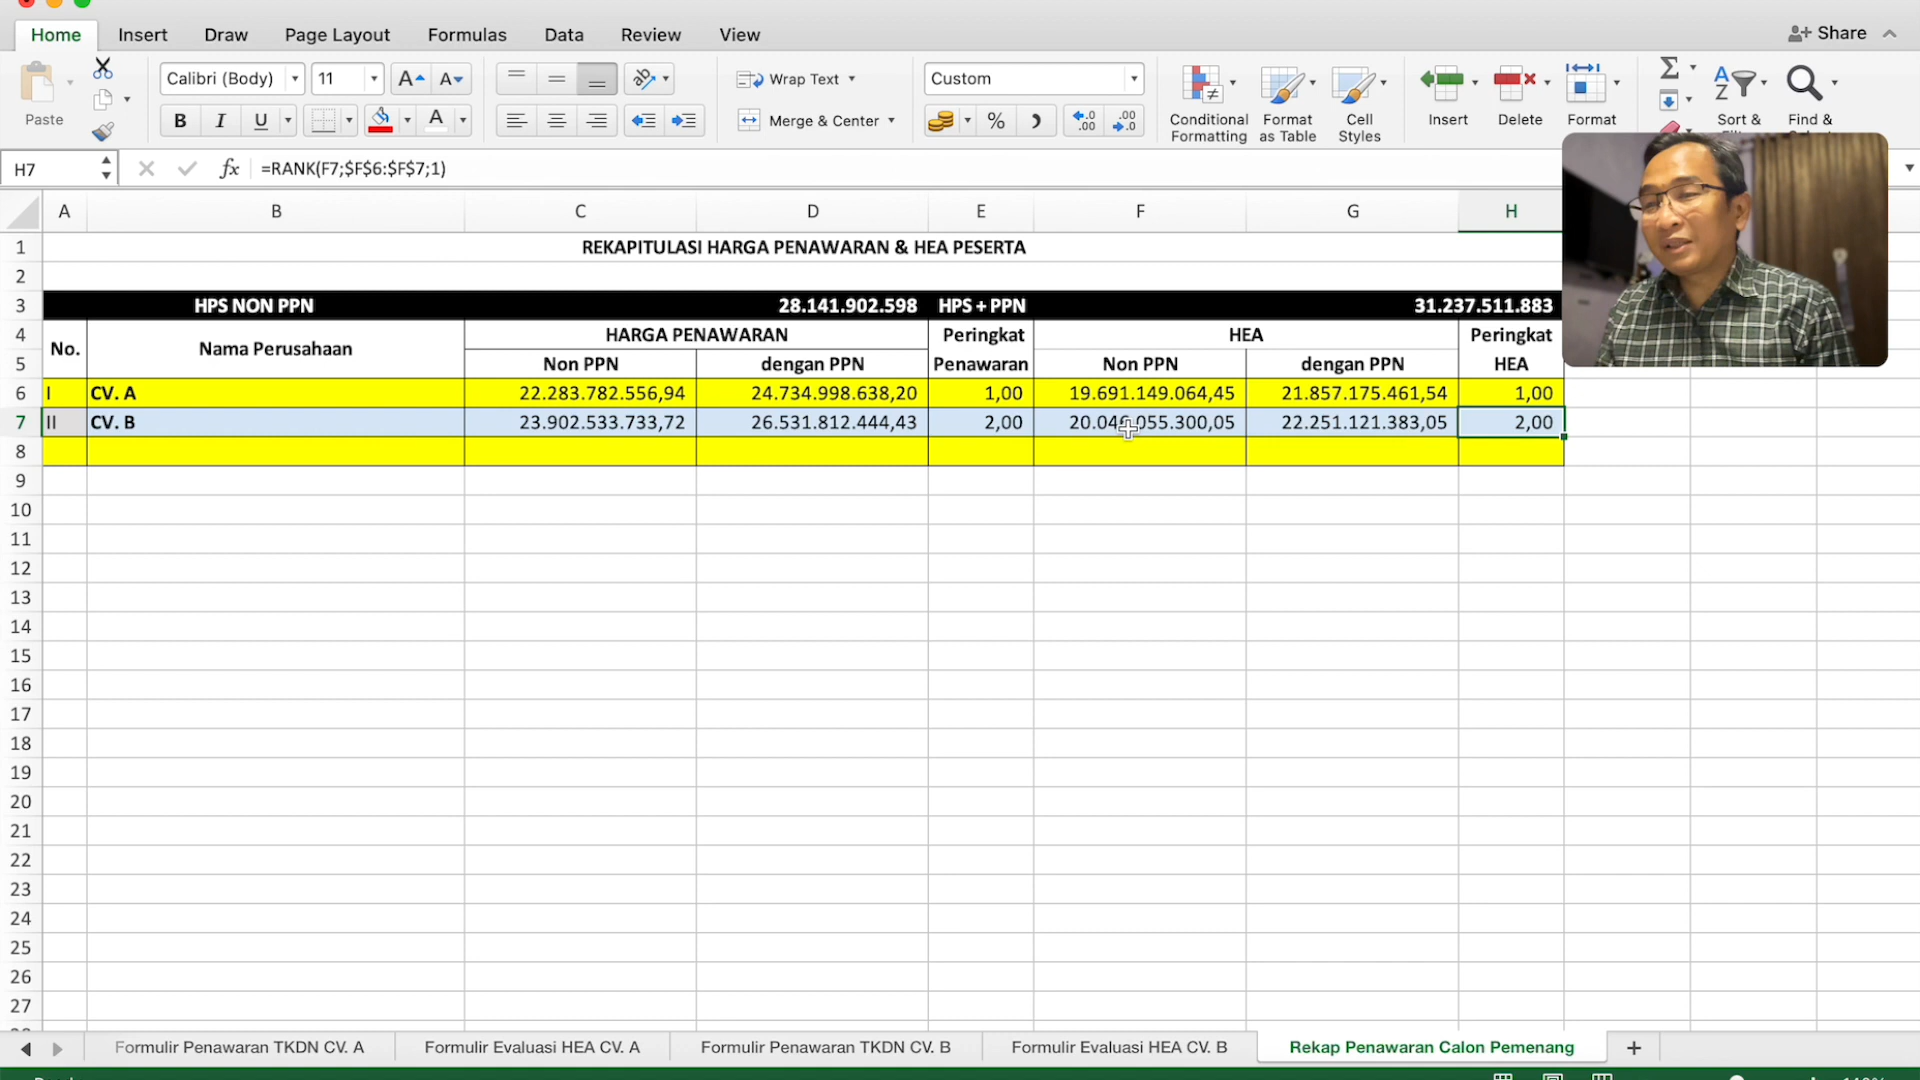 Home Insert Draw Page Layout Formulas Data Review View Share
Calibri (Body) 11 A A Wrap Text Custom
Paste B I U A Merge & Center % Conditional Formatting Format as Table Cell Styles Insert Delete Format Sort & Find &
H7 fx =RANK(F7;$F$6:$F$7;1)
A B C D E F G H
1 REKAPITULASI HARGA PENAWARAN & HEA PESERTA
2
3 HPS NON PPN 28.141.902.598 HPS + PPN 31.237.511.883
4 No. Nama Perusahaan HARGA PENAWARAN Peringkat HEA Peringkat
5 Non PPN dengan PPN Penawaran Non PPN dengan PPN HEA
6 I CV. A 22.283.782.556,94 24.734.998.638,20 1,00 19.691.149.064,45 21.857.175.461,54 1,00
7 II CV. B 23.902.533.733,72 26.531.812.444,43 2,00 22.251.121.383,05 2,00
8
9
10
11
12
13
14
15
16
17
18
19
20
21
22
23
24
25
26
27
Formulir Penawaran TKDN CV. A Formulir Evaluasi HEA CV. A Formulir Penawaran TKDN CV. B Formulir Evaluasi HEA CV. B Rekap Penawaran Calon Pemenang +